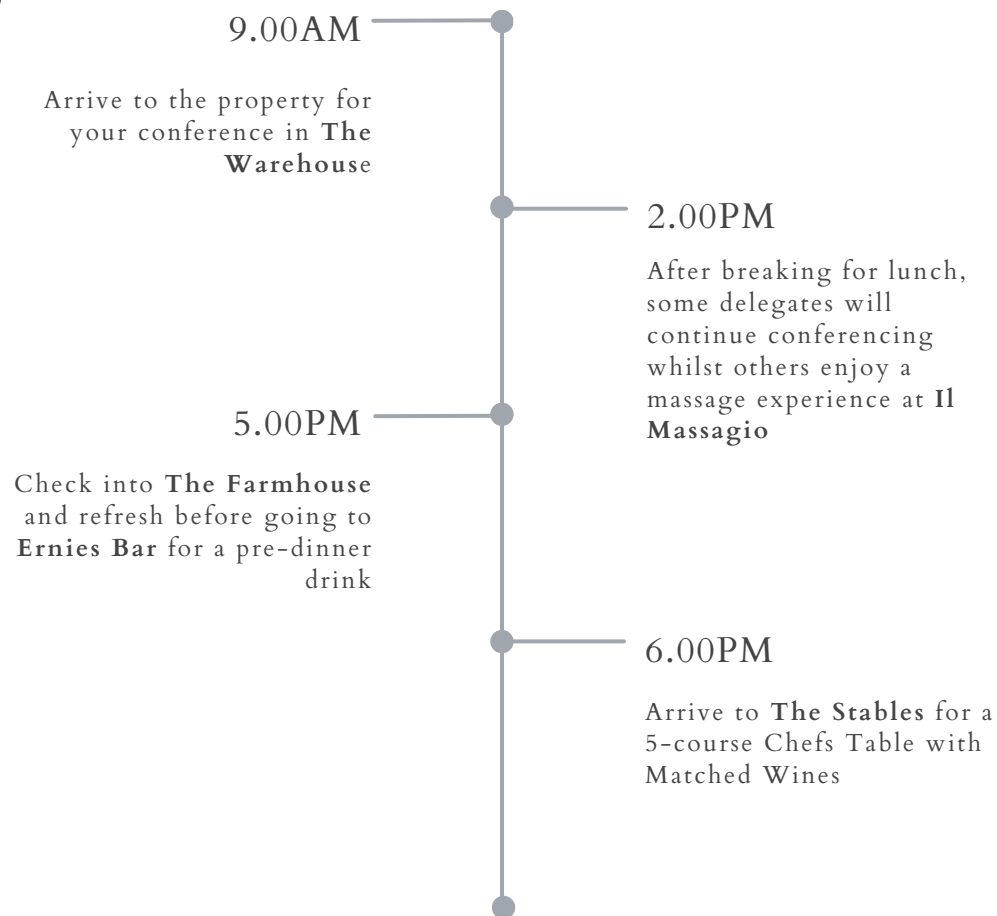 9.00AM
Arrive to the property for
your conference in The
Warehouse
2.00PM
After breaking for lunch,
some delegates will
continue conferencing
whilst others enjoy a
massage experience at Il
Massagio
5.00PM
Check into The Farmhouse
and refresh before going to
Ernies Bar for a pre-dinner
drink
6.00PM
Arrive to The Stables for a
5-course Chefs Table with
Matched Wines